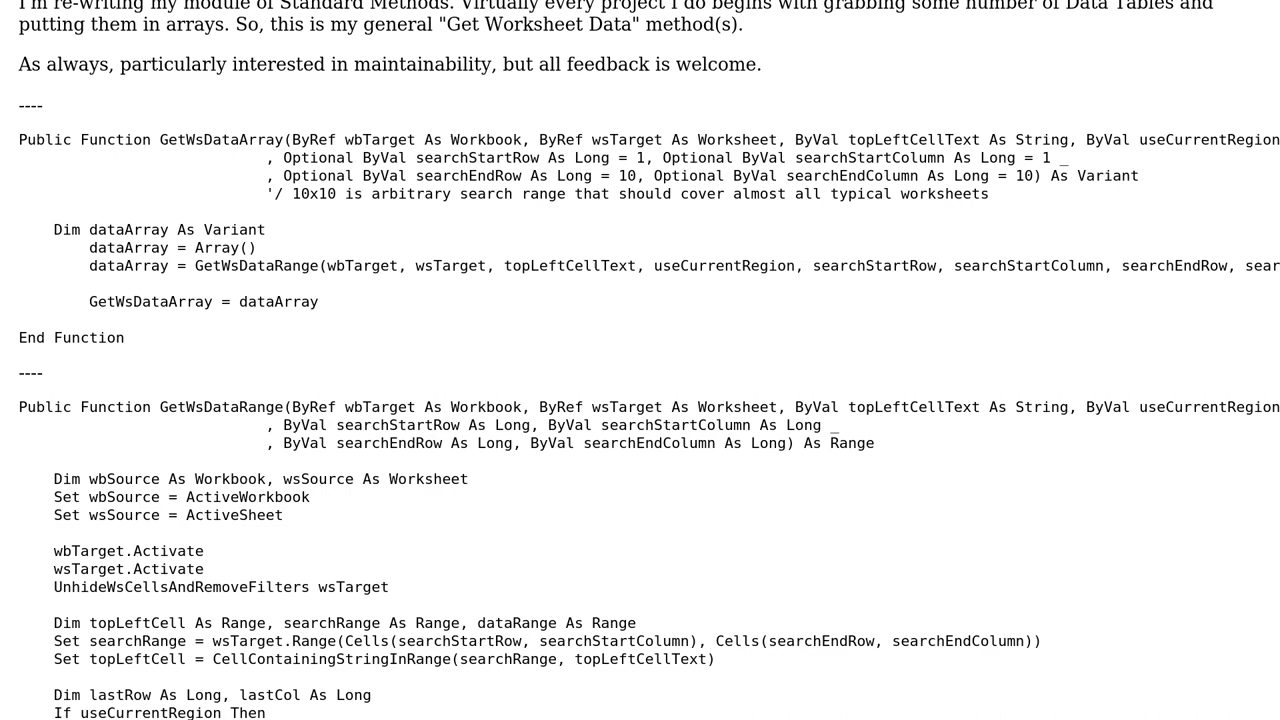 I'm re-writing my module of Standard Methods. Virtually every project I do begins with grabbing some number of Data Tables and
putting them in arrays. So, this is my general "Get Worksheet Data" method(s).
As always, particularly interested in maintainability, but all feedback is welcome.
----
Public Function GetWsDataArray(ByRef wbTarget As Workbook, ByRef wsTarget As Worksheet, ByVal topLeftCellText As String, ByVal useCurrentRegion
, Optional ByVal searchStartRow As Long = 1, Optional ByVal searchStartColumn As Long = 1 _
, Optional ByVal searchEndRow As Long = 10, Optional ByVal searchEndColumn As Long = 10) As Variant
'/ 10x10 is arbitrary search range that should cover almost all typical worksheets
Dim dataArray As Variant
dataArray = Array()
dataArray = GetWsDataRange(wbTarget, wsTarget, topLeftCellText, useCurrentRegion, searchStartRow, searchStartColumn, searchEndRow, sear
GetWsDataArray = dataArray
End Function
----
Public Function GetWsDataRange(ByRef wbTarget As Workbook, ByRef wsTarget As Worksheet, ByVal topLeftCellText As String, ByVal useCurrentRegion
, ByVal searchStartRow As Long, ByVal searchStartColumn As Long _
, ByVal searchEndRow As Long, ByVal searchEndColumn As Long) As Range
Dim wbSource As Workbook, wsSource As Worksheet
Set wbSource = ActiveWorkbook
Set wsSource = ActiveSheet
wbTarget.Activate
wsTarget.Activate
UnhideWsCellsAndRemoveFilters wsTarget
Dim topLeftCell As Range, searchRange As Range, dataRange As Range
Set searchRange = wsTarget.Range(Cells(searchStartRow, searchStartColumn), Cells(searchEndRow, searchEndColumn))
Set topLeftCell = CellContainingStringInRange(searchRange, topLeftCellText)
Dim lastRow As Long, lastCol As Long
If useCurrentRegion Then